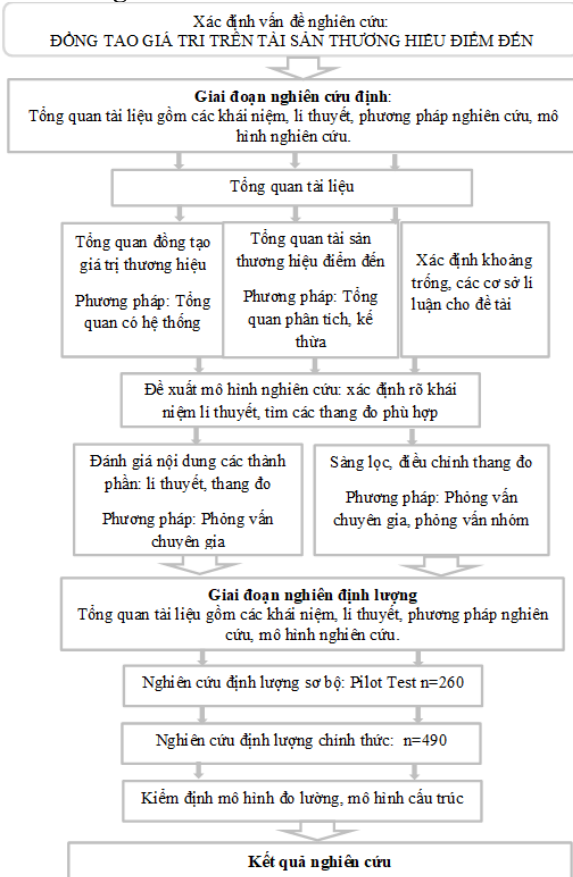 Xác định vấn đề nghiên cứu:
ĐỒNG TAO GIÁ TRI TRÊN TÀI SẢN THƯƠNG HIÊU ĐIỂM ĐẾN
Giai đoạn nghiên cứu định:
Tổng quan tài liệu gồm các khái niệm, lí thuyết, phương pháp nghiên cứu, mô
hình nghiên cứu.
Tổng quan tài liệu
Tổng quan đồng tạo
giá trị thương hiệu
Phương pháp: Tổng
quan có hệ thống
Tổng quan tài sản
thương hiệu điểm đến
Phương pháp: Tổng
quan phân tích, kế
thừa
Xác định khoảng
trống, các cơ sở lí
luận cho đề tài
Đề xuất mô hình nghiên cứu: xác định rõ khái
niệm lí thuyết, tìm các thang đo phù hợp
Đánh giá nội dung các thành
phần: lí thuyết, thang đo
Phương pháp: Phỏng vấn
chuyên gia
Sàng lọc, điều chỉnh thang đo
Phương pháp: Phỏng vấn
chuyên gia, phỏng vấn nhóm
Giai đoạn nghiên định lượng
Tổng quan tài liệu gồm các khái niệm, lí thuyết, phương pháp nghiên
cứu, mô hình nghiên cứu.
Nghiên cứu định lượng sơ bộ: Pilot Test n=260
Nghiên cứu định lượng chính thức: n=490
Kiểm định mô hình đo lường, mô hình cấu trúc
Kết quả nghiên cứu